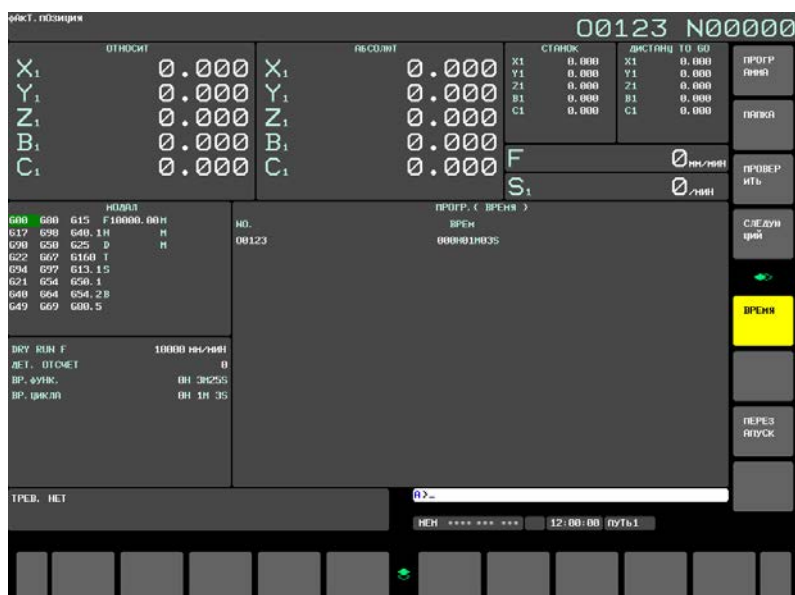 ФАКТ. ПОЗИЦИЯ
O0123 N00000
ОТНОСИТ
X1 0.000
Y1 0.000
Z1 0.000
B1 0.000
C1 0.000
АБСОЛЮТ
X1 0.000
Y1 0.000
Z1 0.000
B1 0.000
C1 0.000
СТАНОК
X1 0.000
Y1 0.000
Z1 0.000
B1 0.000
C1 0.000
ДИСТАНЦ TO GO
X1 0.000
Y1 0.000
Z1 0.000
B1 0.000
C1 0.000
F 0 ММ/МИН
S1 0 /МИН
МОДАЛ
G00 G80 G15 F10000.00 M
G17 G98 G40.1 H M
G90 G50 G25 D M
G22 G67 G160 T
G94 G97 G13.1 S
G21 G54 G50.1
G40 G64 G54.2 B
G49 G69 G80.5
DRY RUN F 10000 ММ/МИН
ДЕТ. ОТСЧЕТ 0
ВР.ФУНК. 0H 3M25S
ВР.ЦИКЛА 0H 1M 3S
ПРОГР.( ВРЕМЯ )
NO. ВРЕМ
O0123 000H01M03S
ТРЕВ. НЕТ
A>_
МЕМ **** *** ***
12:00:00 ПУТЬ1
ПРОГР
АММА
ПАПКА
ПРОВЕР
ИТЬ
СЛЕДУЮ
ЩИЙ
ВРЕМЯ
ПЕРЕЗ
АПУСК